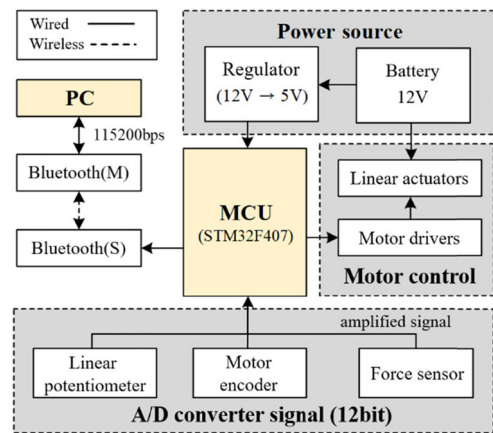 Wired
Wireless
Power source
Regulator
(12V → 5V)
Battery
12V
PC
115200bps
Bluetooth(M)
Bluetooth(S)
MCU
(STM32F407)
Linear actuators
Motor drivers
Motor control
amplified signal
Linear
potentiometer
Motor
encoder
Force sensor
A/D converter signal (12bit)